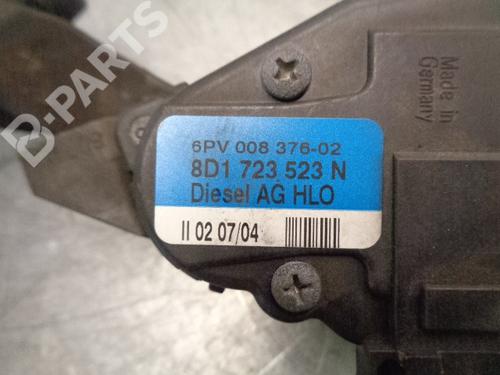 B-PARTS
Made in
Germany
6PV 008 376-02
8D1 723 523 N
Diesel AG HLO
II 02 07/04